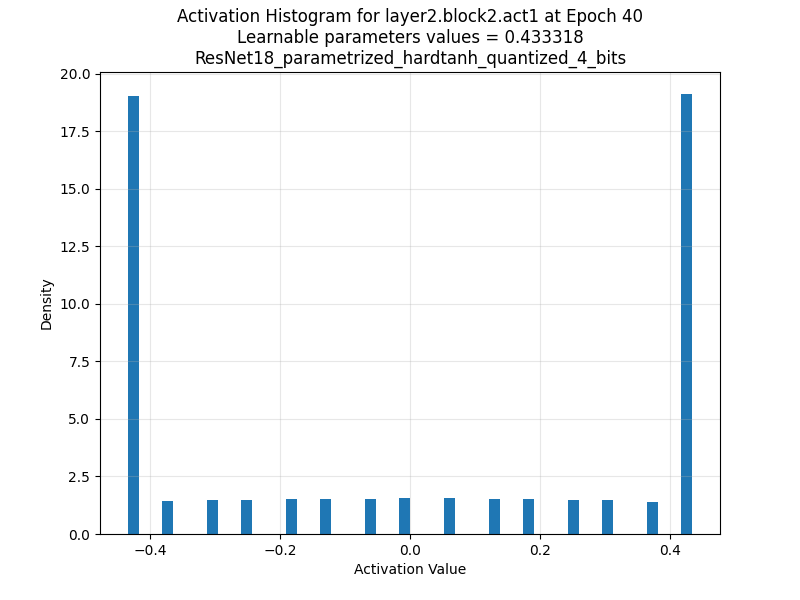 Activation Histogram for layer2.block2.act1 at Epoch 40
Learnable parameters values = 0.433318
ResNet18_parametrized_hardtanh_quantized_4_bits
20.0
17.5
15.0
12.5
10.0
7.5
5.0
2.5
0.0
Density
−0.4
−0.2
0.0
0.2
0.4
Activation Value